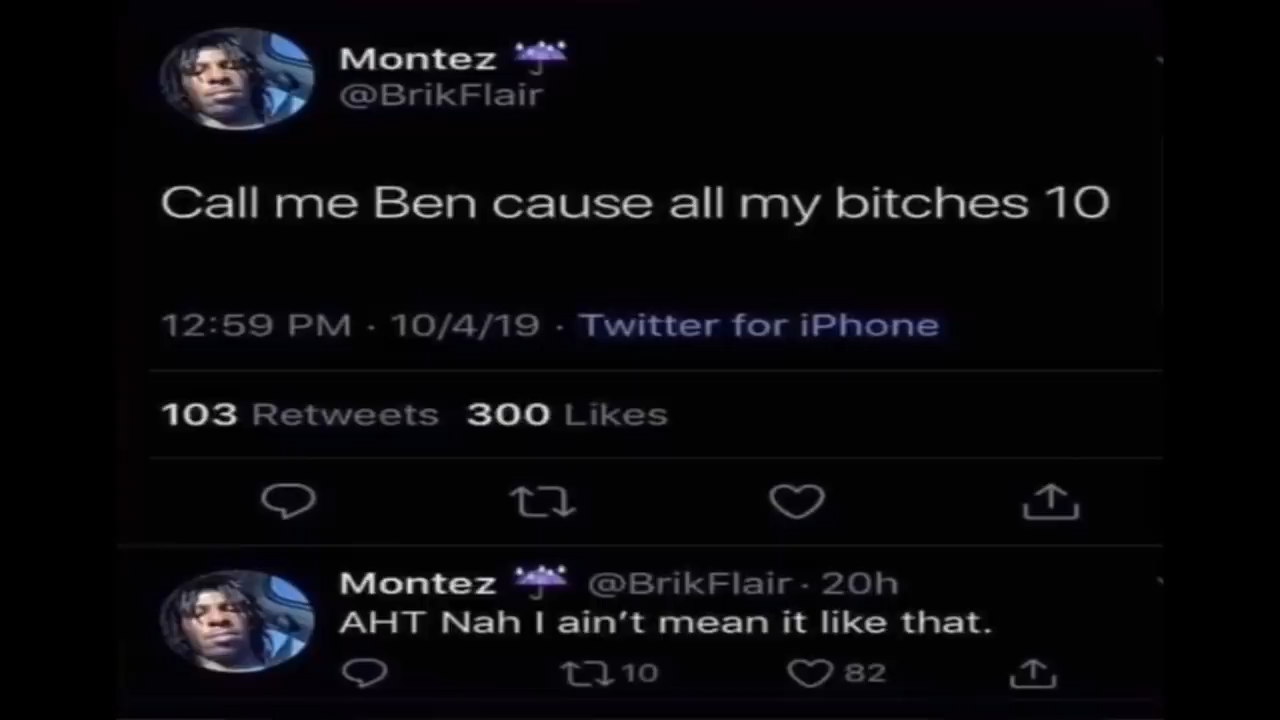 Montez ☔
@BrikFlair
Call me Ben cause all my bitches 10
12:59 PM · 10/4/19 · Twitter for iPhone
103 Retweets 300 Likes
Montez ☔ @BrikFlair · 20h
AHT Nah I ain’t mean it like that.
10 82